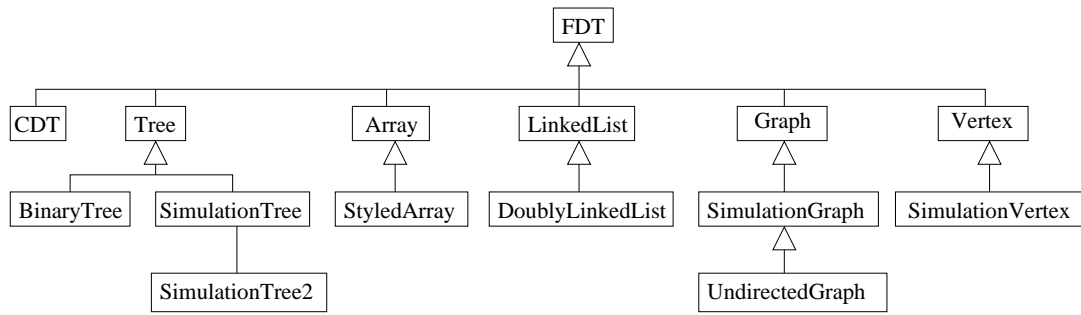 FDT
CDT
Tree
Array
LinkedList
Graph
Vertex
BinaryTree
SimulationTree
StyledArray
DoublyLinkedList
SimulationGraph
SimulationVertex
SimulationTree2
UndirectedGraph